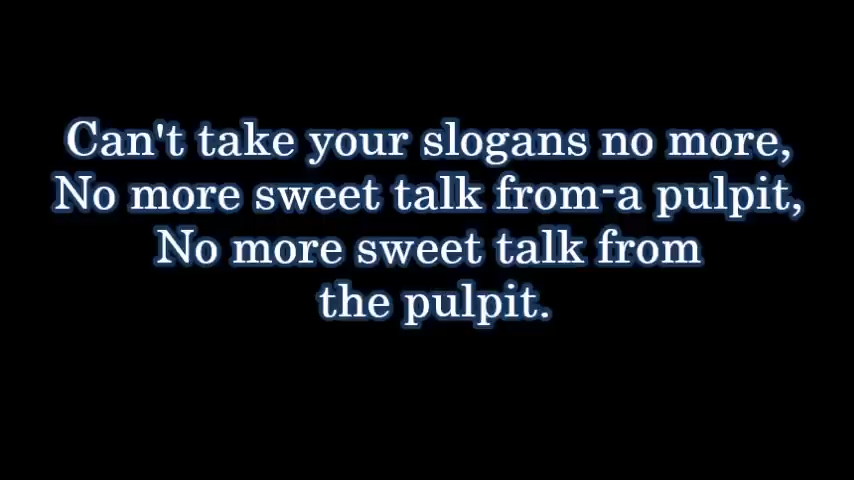 Can't take your slogans no more,
No more sweet talk from-a pulpit,
No more sweet talk from
the pulpit.